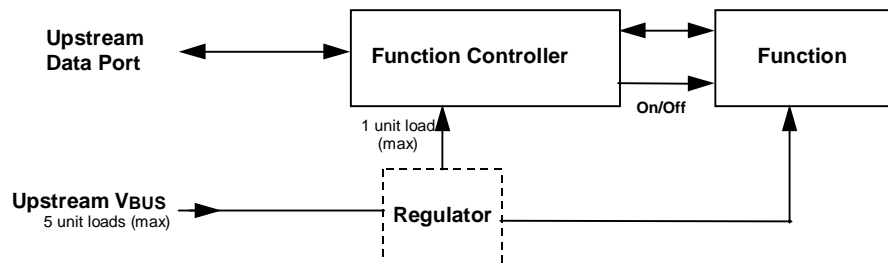 Upstream
Data Port
Function Controller
Function
On/Off
1 unit load
(max)
Upstream VBUS
5 unit loads (max)
Regulator